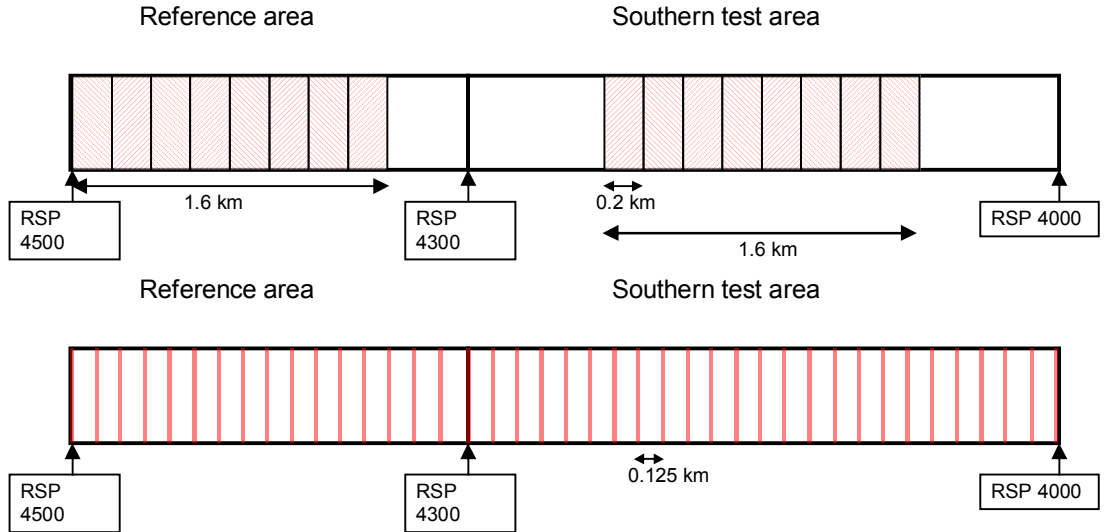 Reference area
Southern test area
1.6 km
0.2 km
RSP
4500
RSP
4300
RSP 4000
1.6 km
Reference area
Southern test area
0.125 km
RSP
4500
RSP
4300
RSP 4000